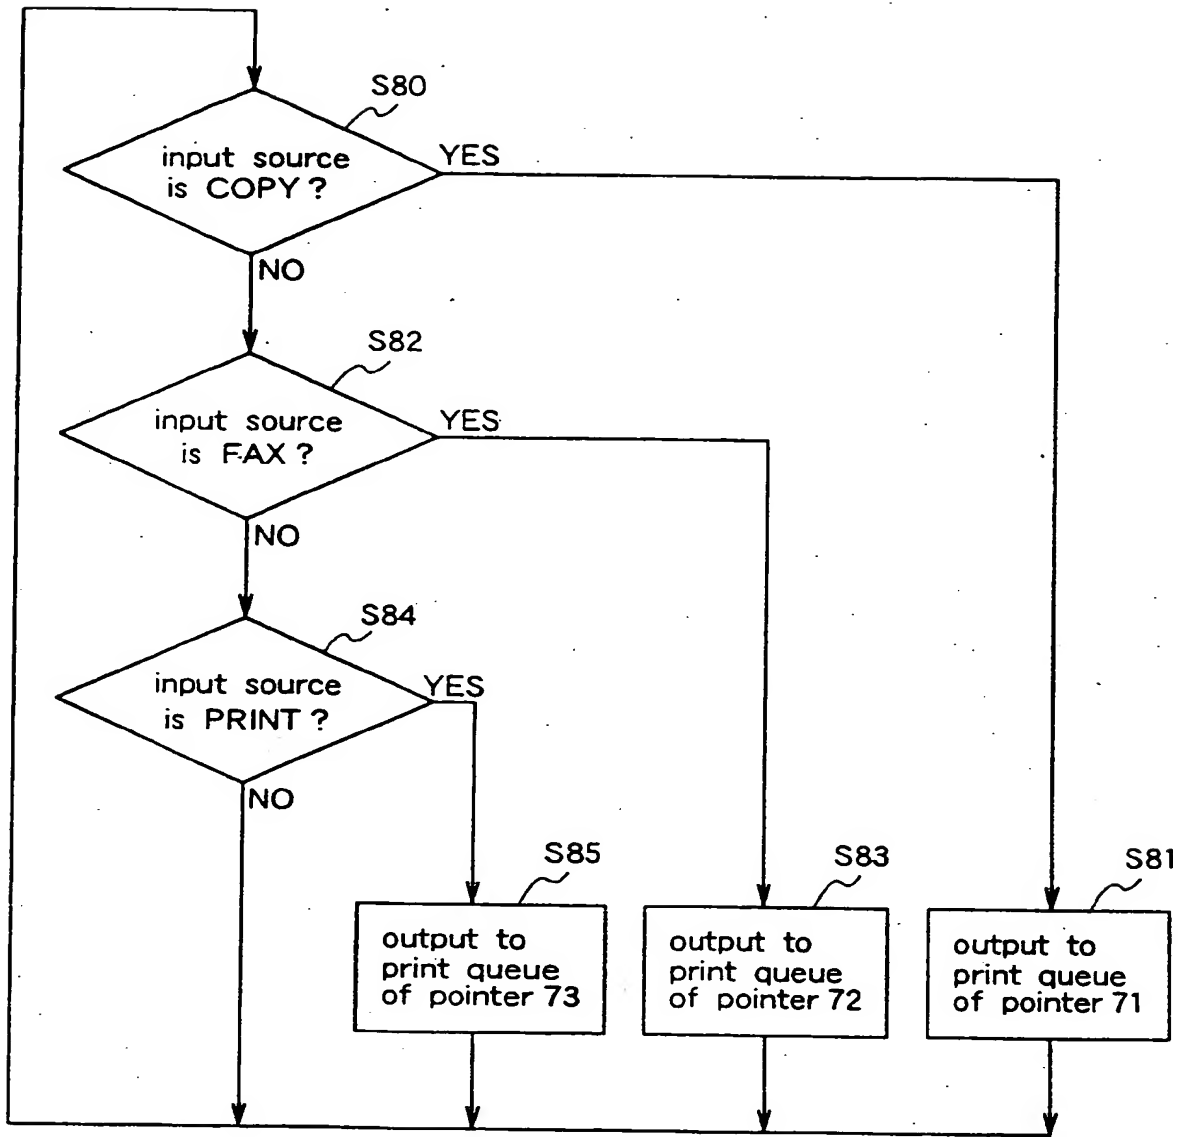 S80
input source
is COPY ?
YES
NO
S82
input source
is FAX ?
YES
NO
S84
input source
is PRINT ?
YES
NO
S85
output to
print queue
of pointer 73
S83
output to
print queue
of pointer 72
S81
output to
print queue
of pointer 71